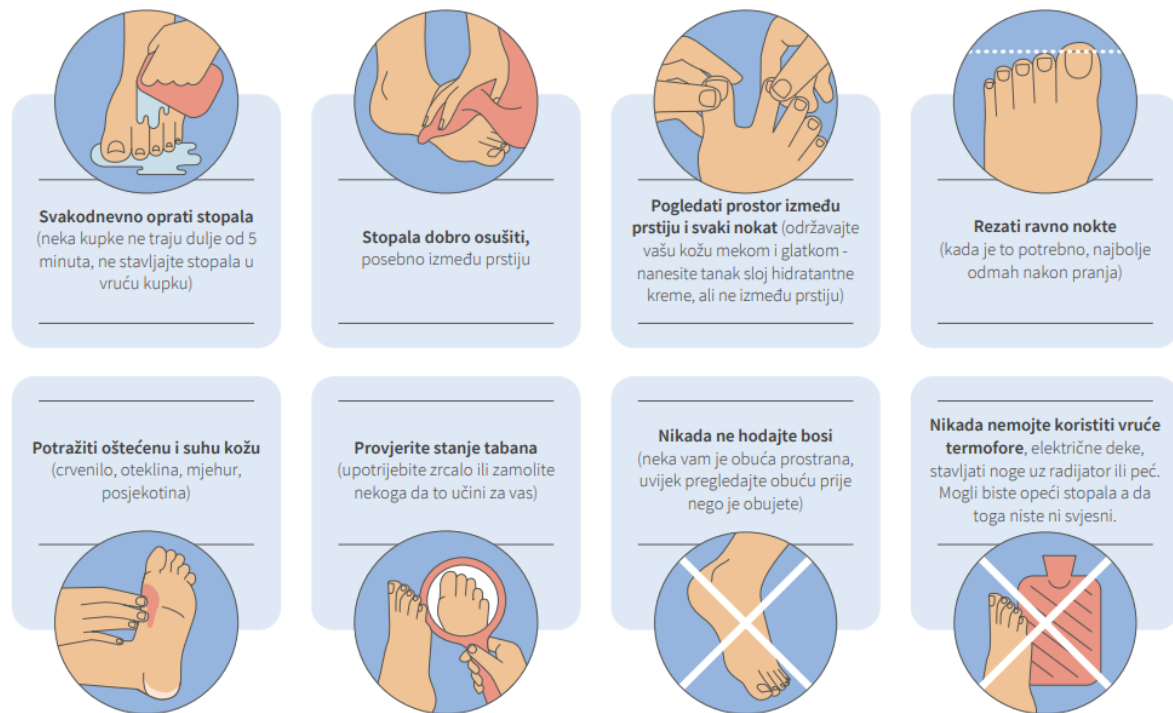 Svakodnevno oprati stopala
(neka kupke ne traju dulje od 5
minuta, ne stavljajte stopala u
vruću kupku)
Stopala dobro osušiti,
posebno između prstiju
Pogledati prostor između
prstiju i svaki nokat (održavajte
vašu kožu mekom i glatkom -
nanesite tanak sloj hidratantne
kreme, ali ne između prstiju)
Rezati ravno nokte
(kada je to potrebno, najbolje
odmah nakon pranja)
Potražiti oštećenu i suhu kožu
(crvenilo, oteklina, mjehur,
posjekotina)
Provjerite stanje tabana
(upotrijebite zrcalo ili zamolite
nekoga da to učini za vas)
Nikada ne hodajte bosi
(neka vam je obuća prostrana,
uvijek pregledajte obuću prije
nego je obujete)
Nikada nemojte koristiti vruće
termofore, električne deke,
stavljati noge uz radijator ili peć.
Mogli biste opeći stopala a da
toga niste ni svjesni.